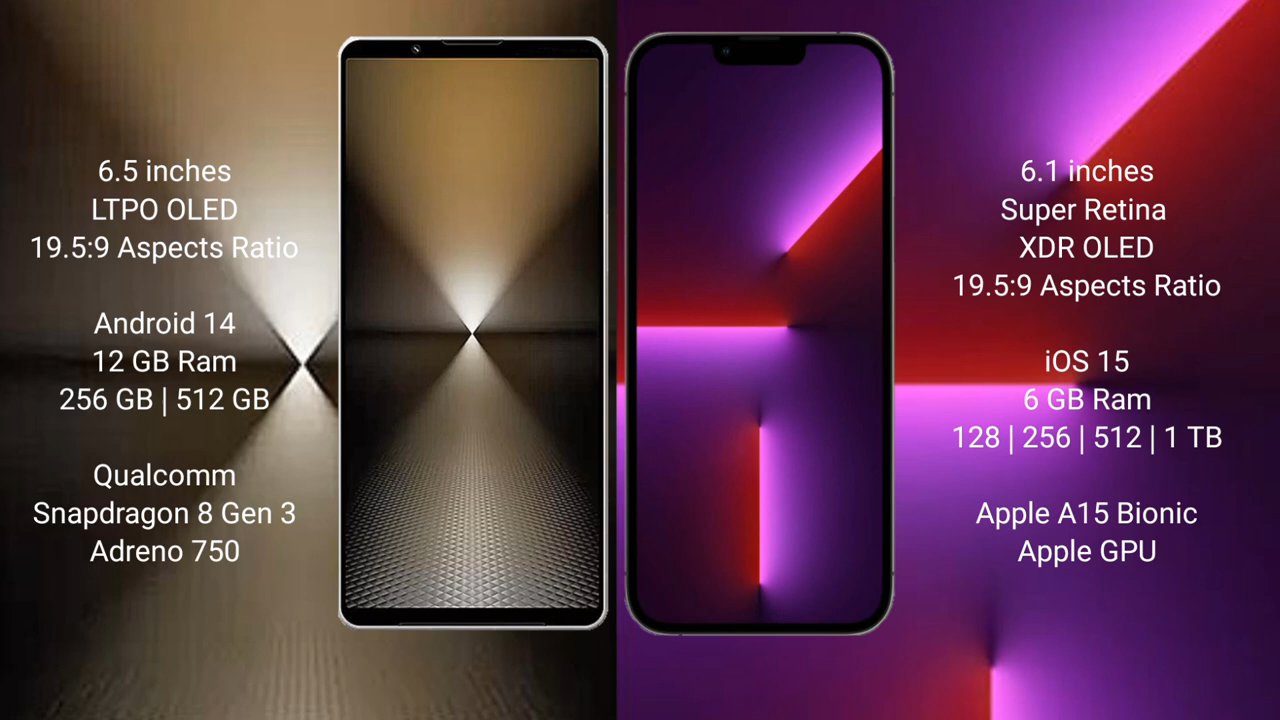 6.5 inches
LTPO OLED
19.5:9 Aspects Ratio
Android 14
12 GB Ram
256 GB | 512 GB
Qualcomm
Snapdragon 8 Gen 3
Adreno 750
6.1 inches
Super Retina
XDR OLED
19.5:9 Aspects Ratio
iOS 15
6 GB Ram
128 | 256 | 512 | 1 TB
Apple A15 Bionic
Apple GPU